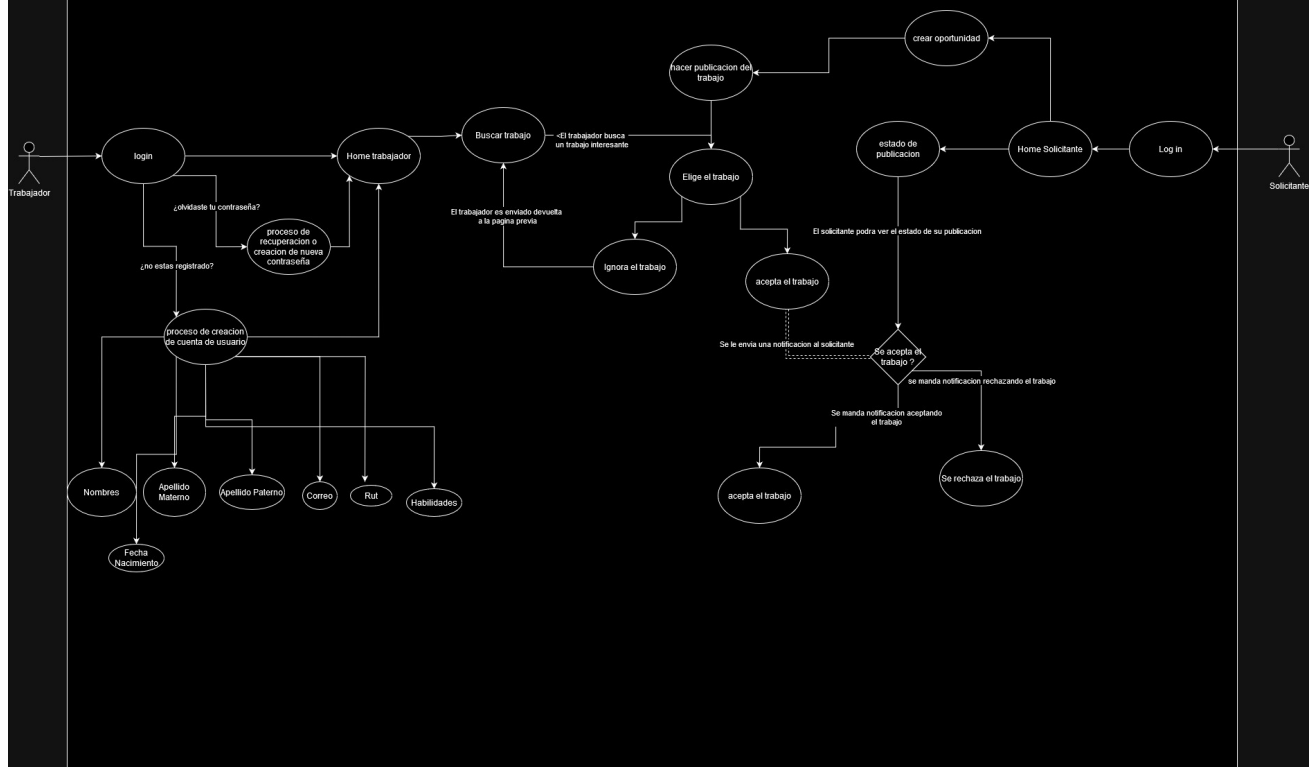 crear oportunidad
hacer publicacion del
trabajo
Buscar trabajo
<El trabajador busca
un trabajo interesante
estado de
publicacion
Home Solicitante
Log in
login
Home trabajador
Elige el trabajo
Trabajador
Solicitante
¿olvidaste tu contraseña?
El trabajador es enviado devuelta
a la pagina previa
proceso de
recuperacion o
creacion de nueva
contraseña
El solicitante podra ver el estado de su publicacion
¿no estas registrado?
Ignora el trabajo
acepta el trabajo
proceso de creacion
de cuenta de usuario
Se le envia una notificacion al solicitante
Se acepta el
trabajo ?
se manda notificacion rechazando el trabajo
Se manda notificacion aceptando
el trabajo
Nombres
Apellido
Materno
Apellido Paterno
Correo
Rut
Habilidades
acepta el trabajo
Se rechaza el trabajo
Fecha
Nacimiento